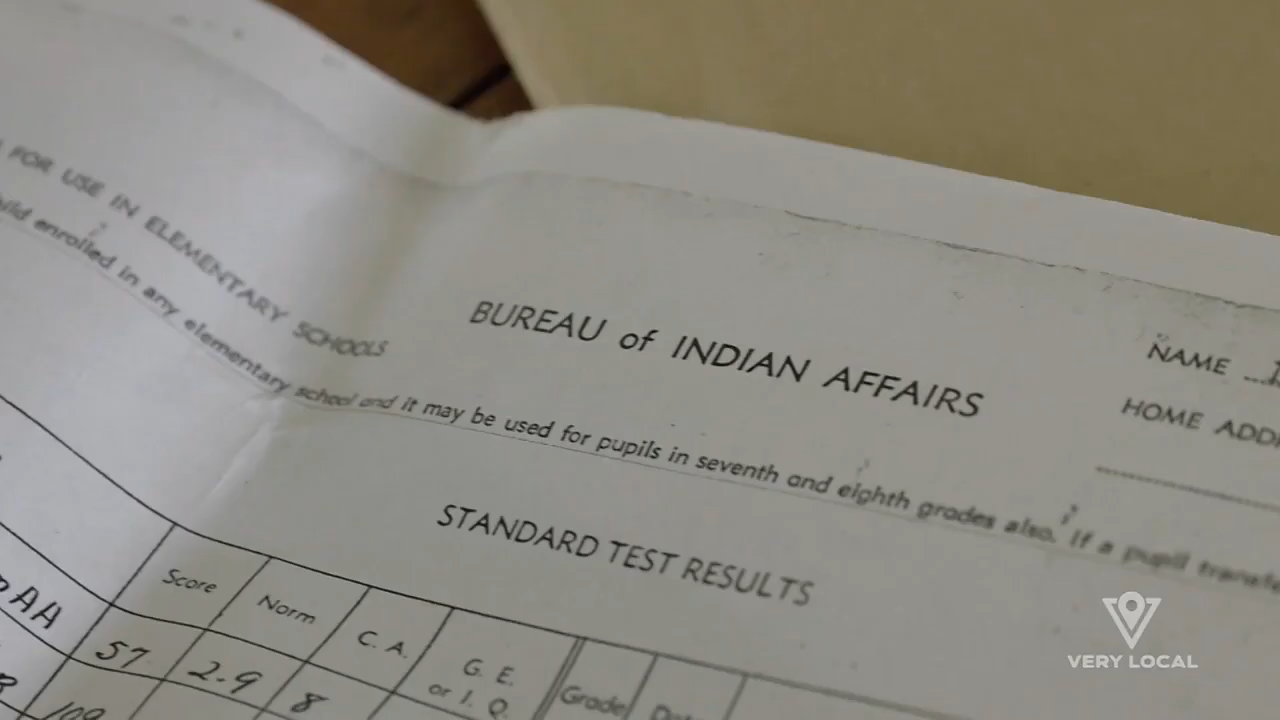 FOR USE IN ELEMENTARY SCHOOLS
enrolled in any elementary school and it may be used for pupils in seventh and eighth grades also. If a pupil
BUREAU of INDIAN AFFAIRS
NAME
HOME
STANDARD TEST RESULTS
Score Norm C. A. G. E. or I. Q. Grade
AA 57 2.9 8
109
VERY LOCAL